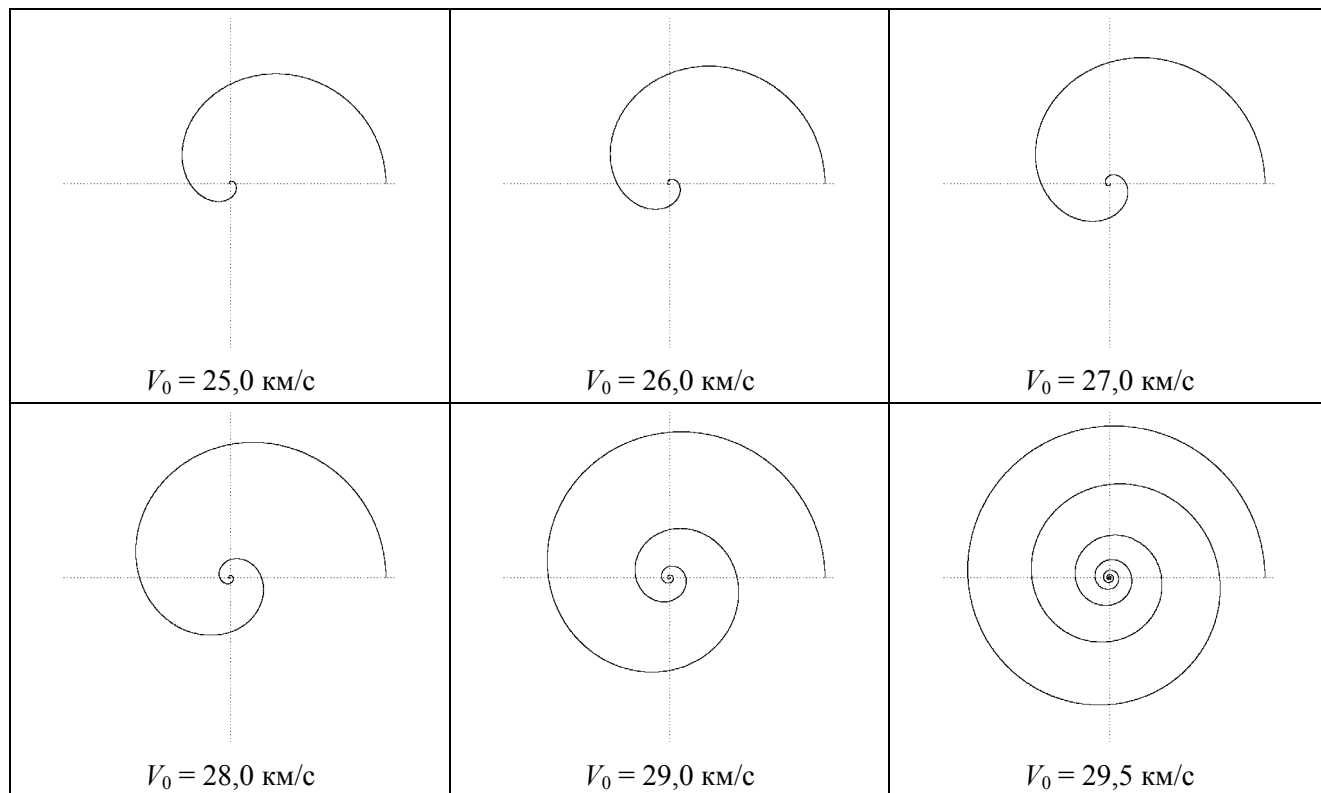 V₀ = 25,0 км/с
V₀ = 26,0 км/с
V₀ = 27,0 км/с
V₀ = 28,0 км/с
V₀ = 29,0 км/с
V₀ = 29,5 км/с